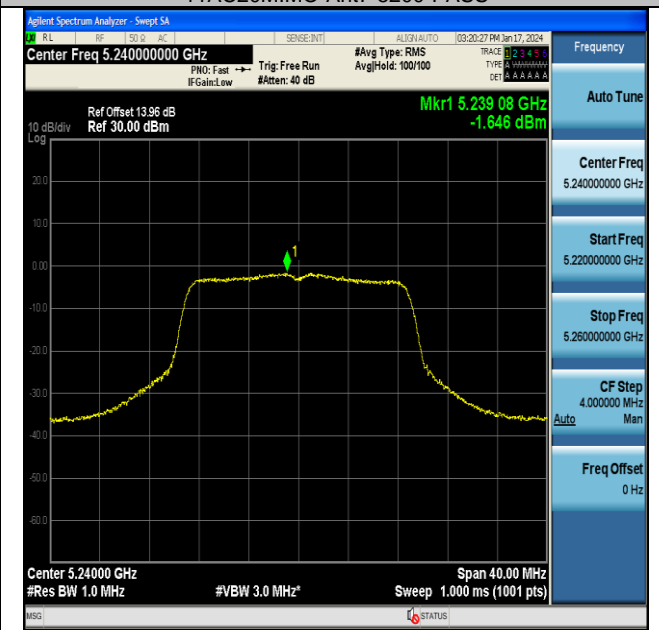 Agilent Spectrum Analyzer - Swept SA
RL RF 50 Ω AC SENSE:INT ALIGN AUTO 03:20:27 PM Jan 17, 2024
Center Freq 5.240000000 GHz
PNO: Fast Trig: Free Run
IFGain:Low #Atten: 40 dB
#Avg Type: RMS
Avg|Hold: 100/100
TRACE 1 2 3 4 5 6
TYPE A WWWWW
DET A A A A A A
Ref Offset 13.96 dB
10 dB/div Ref 30.00 dBm
Log
Mkr1 5.239 08 GHz
-1.646 dBm
20.0
10.0
0.00
-10.0
-20.0
-30.0
-40.0
-50.0
-60.0
1
Center 5.24000 GHz Span 40.00 MHz
#Res BW 1.0 MHz #VBW 3.0 MHz* Sweep 1.000 ms (1001 pts)
MSG STATUS
Frequency
Auto Tune
Center Freq
5.240000000 GHz
Start Freq
5.220000000 GHz
Stop Freq
5.260000000 GHz
CF Step
4.000000 MHz
Auto Man
Freq Offset
0 Hz